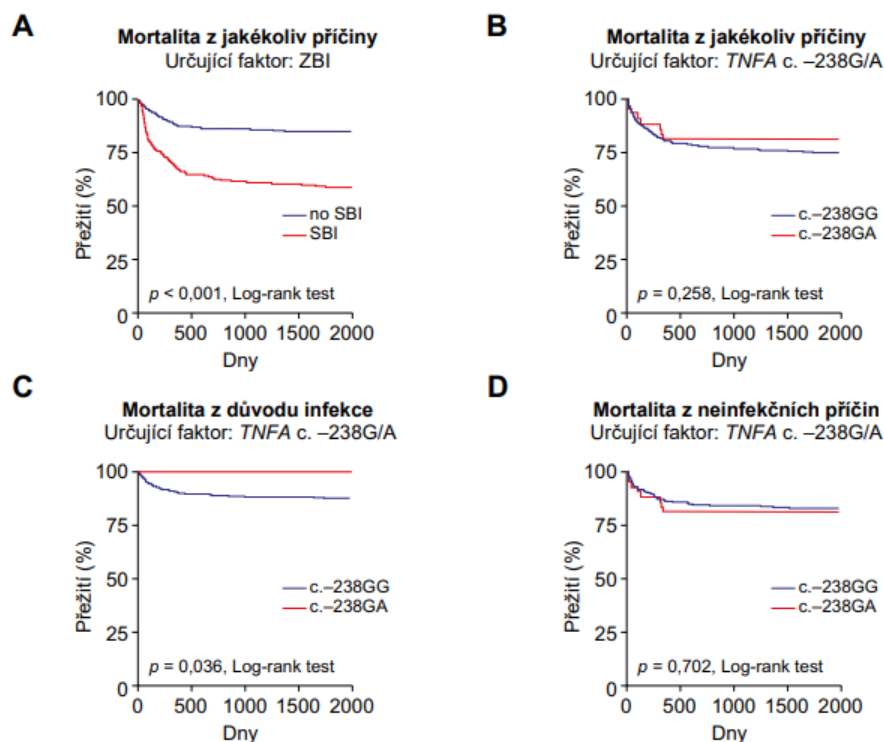 A
Mortalita z jakékoliv příčiny
Určující faktor: ZBI
100
75
50
25
0
Přežití (%)
no SBI
SBI
p < 0,001, Log-rank test
0 500 1000 1500 2000
Dny
B
Mortalita z jakékoliv příčiny
Určující faktor: TNFA c. –238G/A
100
75
50
25
0
Přežití (%)
c.–238GG
c.–238GA
p = 0,258, Log-rank test
0 500 1000 1500 2000
Dny
C
Mortalita z důvodu infekce
Určující faktor: TNFA c. –238G/A
100
75
50
25
0
Přežití (%)
c.–238GG
c.–238GA
p = 0,036, Log-rank test
0 500 1000 1500 2000
Dny
D
Mortalita z neinfekčních příčin
Určující faktor: TNFA c. –238G/A
100
75
50
25
0
Přežití (%)
c.–238GG
c.–238GA
p = 0,702, Log-rank test
0 500 1000 1500 2000
Dny